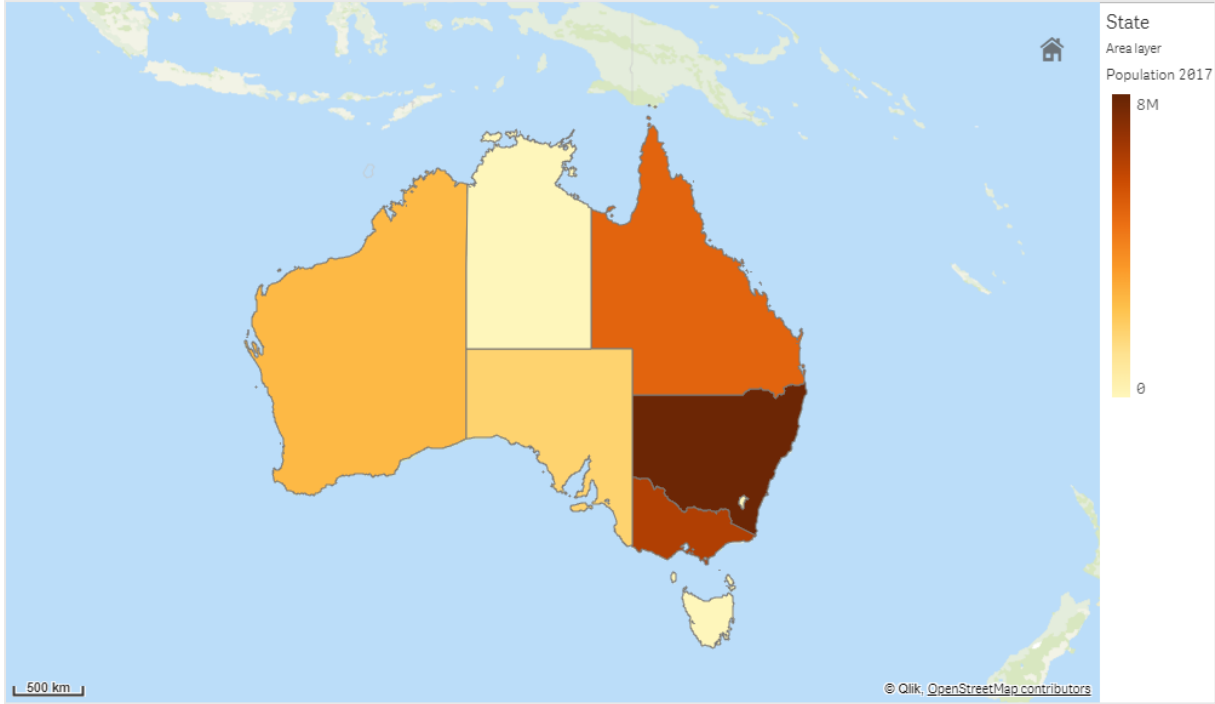 State
Area layer
Population 2017
8M
0
500 km
© Qlik, OpenStreetMap contributors